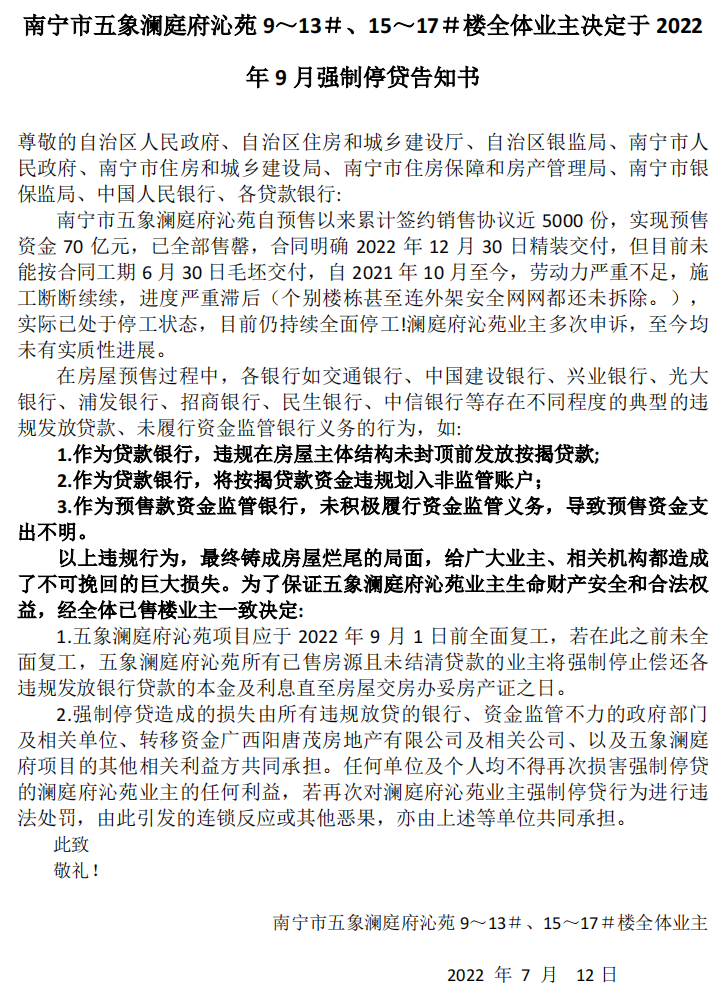 南宁市五象澜庭府沁苑 9～13＃、15～17＃楼全体业主决定于 2022
年 9 月强制停贷告知书
尊敬的自治区人民政府、自治区住房和城乡建设厅、自治区银监局、南宁市人
民政府、南宁市住房和城乡建设局、南宁市住房保障和房产管理局、南宁市银
保监局、中国人民银行、各贷款银行:
南宁市五象澜庭府沁苑自预售以来累计签约销售协议近 5000 份，实现预售
资金 70 亿元，已全部售罄，合同明确 2022 年 12 月 30 日精装交付，但目前未
能按合同工期 6 月 30 日毛坯交付，自 2021 年 10 月至今，劳动力严重不足，施
工断断续续，进度严重滞后（个别楼栋甚至连外架安全网网都还未拆除。），
实际已处于停工状态，目前仍持续全面停工!澜庭府沁苑业主多次申诉，至今均
未有实质性进展。
在房屋预售过程中，各银行如交通银行、中国建设银行、兴业银行、光大
银行、浦发银行、招商银行、民生银行、中信银行等存在不同程度的典型的违
规发放贷款、未履行资金监管银行义务的行为，如:
1.作为贷款银行，违规在房屋主体结构未封顶前发放按揭贷款;
2.作为贷款银行，将按揭贷款资金违规划入非监管账户；
3.作为预售款资金监管银行，未积极履行资金监管义务，导致预售资金支
出不明。
以上违规行为，最终铸成房屋烂尾的局面，给广大业主、相关机构都造成
了不可挽回的巨大损失。为了保证五象澜庭府沁苑业主生命财产安全和合法权
益，经全体已售楼业主一致决定:
1.五象澜庭府沁苑项目应于 2022 年 9 月 1 日前全面复工，若在此之前未全
面复工，五象澜庭府沁苑所有已售房源且未结清贷款的业主将强制停止偿还各
违规发放银行贷款的本金及利息直至房屋交房办妥房产证之日。
2.强制停贷造成的损失由所有违规放贷的银行、资金监管不力的政府部门
及相关单位、转移资金广西阳唐茂房地产有限公司及相关公司、以及五象澜庭
府项目的其他相关利益方共同承担。任何单位及个人均不得再次损害强制停贷
的澜庭府沁苑业主的任何利益，若再次对澜庭府沁苑业主强制停贷行为进行违
法处罚，由此引发的连锁反应或其他恶果，亦由上述等单位共同承担。
此致
敬礼！
南宁市五象澜庭府沁苑 9～13＃、15～17＃楼全体业主
2022 年 7 月 12 日